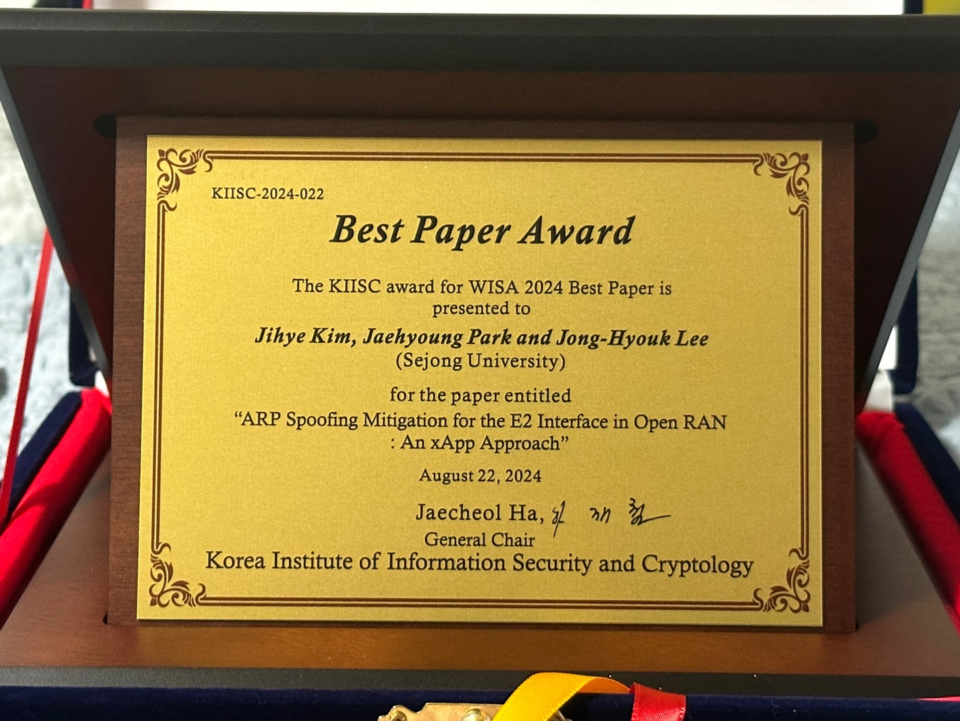 KIISC-2024-022
Best Paper Award
The KIISC award for WISA 2024 Best Paper is
presented to
Jihye Kim, Jaehyoung Park and Jong-Hyouk Lee
(Sejong University)
for the paper entitled
“ARP Spoofing Mitigation for the E2 Interface in Open RAN
: An xApp Approach”
August 22, 2024
Jaecheol Ha, 하 재 철
General Chair
Korea Institute of Information Security and Cryptology